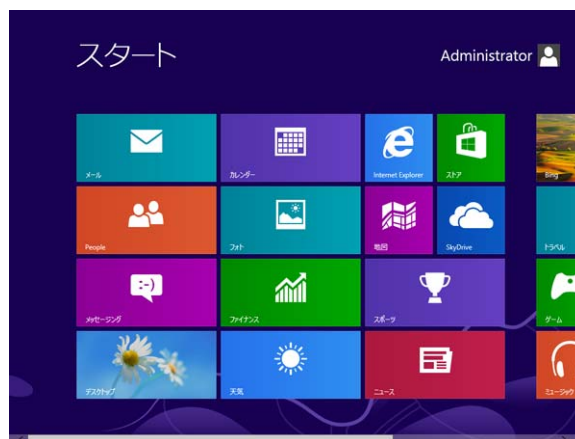 スタート
Administrator
メール
カレンダー
Internet Explorer
ストア
Bing
People
フォト
地図
SkyDrive
トラベル
メッセージング
ファイナンス
スポーツ
ゲーム
デスクトップ
天気
ニュース
ミュージック